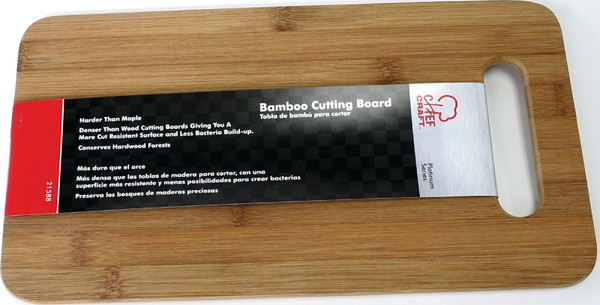 Bamboo Cutting Board
Tabla de bambú para cortar
Harder Than Maple
Denser Than Wood Cutting Boards Giving You A
More Cut Resistant Surface and Less Bacteria Build-up.
Conserves Hardwood Forests
Más duro que el arce
Más densa que las tablas de madera para cortar, con una
superficie más resistente y menos posibilidades para crear bacterias
Preserva los bosques de maderas preciosas
21588
CHEF
CRAFT
Platinum
Series